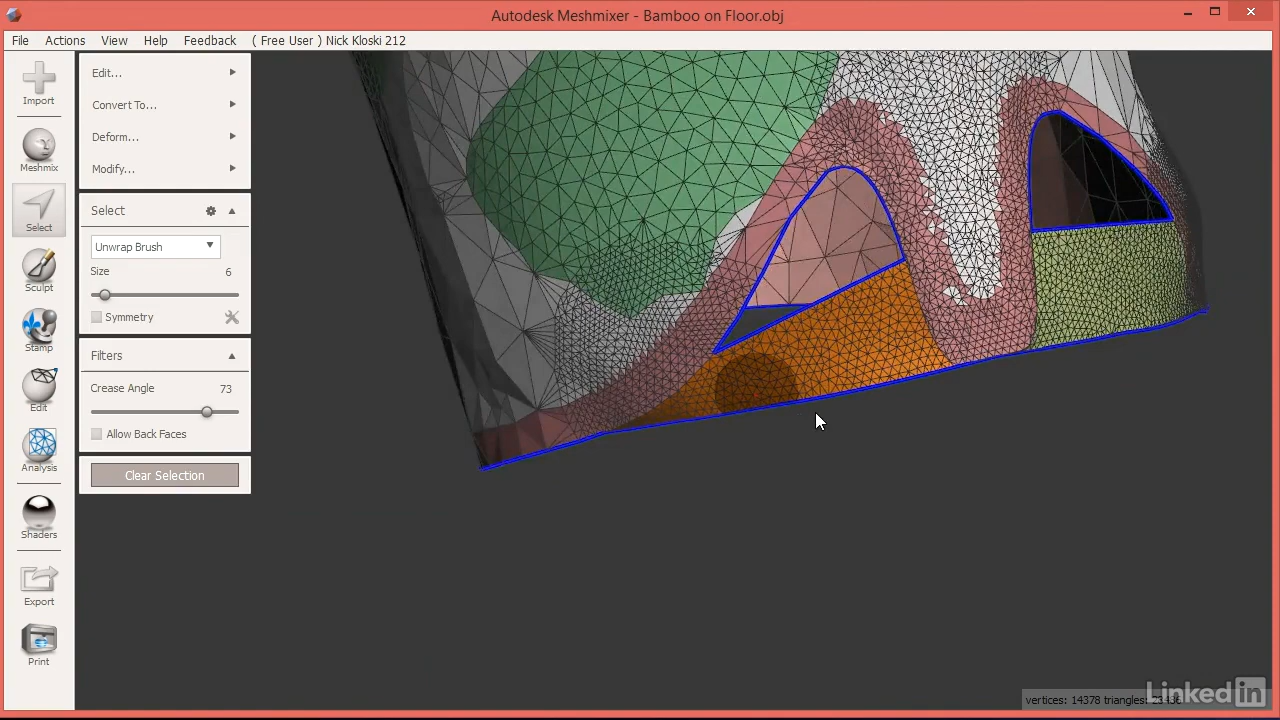 Autodesk Meshmixer - Bamboo on Floor.obj
File Actions View Help Feedback ( Free User ) Nick Kloski 212
Import
Meshmix
Select
Sculpt
Stamp
Edit
Analysis
Shaders
Export
Print
Edit...
Convert To...
Deform...
Modify...
Select
Unwrap Brush
Size 6
Symmetry
Filters
Crease Angle 73
Allow Back Faces
Clear Selection
vertices: 14378 triangles:
Linked in